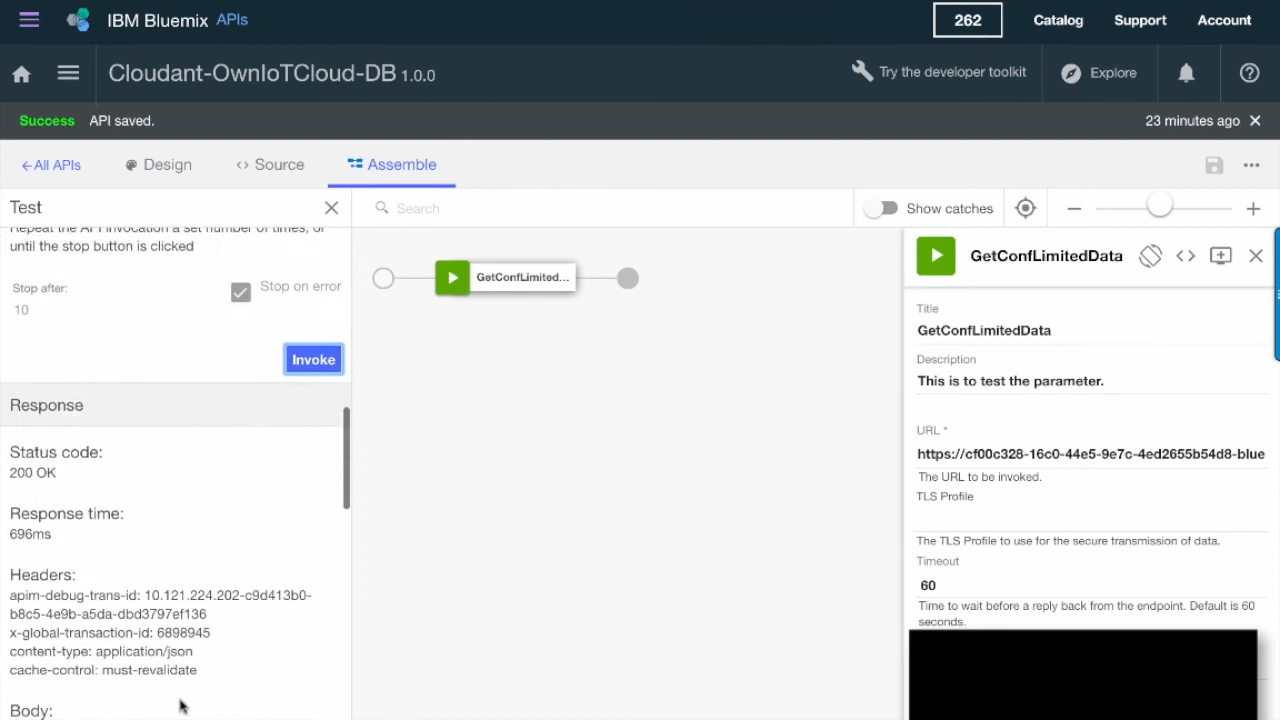 IBM Bluemix APIs
262
Catalog
Support
Account
Cloudant-OwnIoTCloud-DB 1.0.0
Try the developer toolkit
Explore
Success API saved.
23 minutes ago
All APIs
Design
Source
Assemble
Test
Search
Show catches
Repeat the API invocation a set number of times, or
until the stop button is clicked
Stop after:
10
Stop on error
Invoke
Response
Status code:
200 OK
Response time:
696ms
Headers:
apim-debug-trans-id: 10.121.224.202-c9d413b0-
b8c5-4e9b-a5da-dbd3797ef136
x-global-transaction-id: 6898945
content-type: application/json
cache-control: must-revalidate
Body:
GetConfLimited...
GetConfLimitedData
Title
GetConfLimitedData
Description
This is to test the parameter.
URL *
https://cf00c328-16c0-44e5-9e7c-4ed2655b54d8-blue
The URL to be invoked.
TLS Profile
The TLS Profile to use for the secure transmission of data.
Timeout
60
Time to wait before a reply back from the endpoint. Default is 60
seconds.